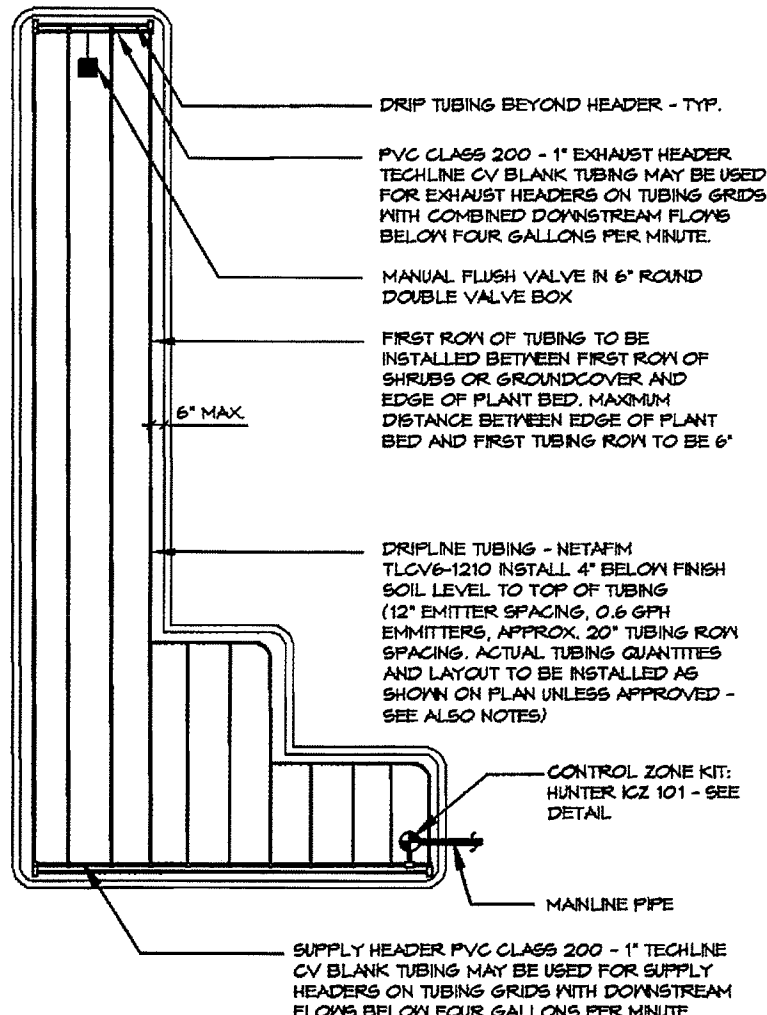 DRIP TUBING BEYOND HEADER - TYP.
PVC CLASS 200 - 1" EXHAUST HEADER
TECHLINE CV BLANK TUBING MAY BE USED
FOR EXHAUST HEADERS ON TUBING GRIDS
WITH COMBINED DOWNSTREAM FLOWS
BELOW FOUR GALLONS PER MINUTE.
MANUAL FLUSH VALVE IN 6" ROUND
DOUBLE VALVE BOX
FIRST ROW OF TUBING TO BE
INSTALLED BETWEEN FIRST ROW OF
SHRUBS OR GROUNDCOVER AND
EDGE OF PLANT BED. MAXIMUM
DISTANCE BETWEEN EDGE OF PLANT
BED AND FIRST TUBING ROW TO BE 6"
6" MAX.
DRIPLINE TUBING - NETAFIM
TLCV6-1210 INSTALL 4" BELOW FINISH
SOIL LEVEL TO TOP OF TUBING
(12" EMITTER SPACING, 0.6 GPH
EMMITTERS, APPROX. 20" TUBING ROW
SPACING. ACTUAL TUBING QUANTITES
AND LAYOUT TO BE INSTALLED AS
SHOWN ON PLAN UNLESS APPROVED -
SEE ALSO NOTES)
CONTROL ZONE KIT:
HUNTER ICZ 101 - SEE
DETAIL
MAINLINE PIPE
SUPPLY HEADER PVC CLASS 200 - 1" TECHLINE
CV BLANK TUBING MAY BE USED FOR SUPPLY
HEADERS ON TUBING GRIDS WITH DOWNSTREAM
FLOWS BELOW FOUR GALLONS PER MINUTE